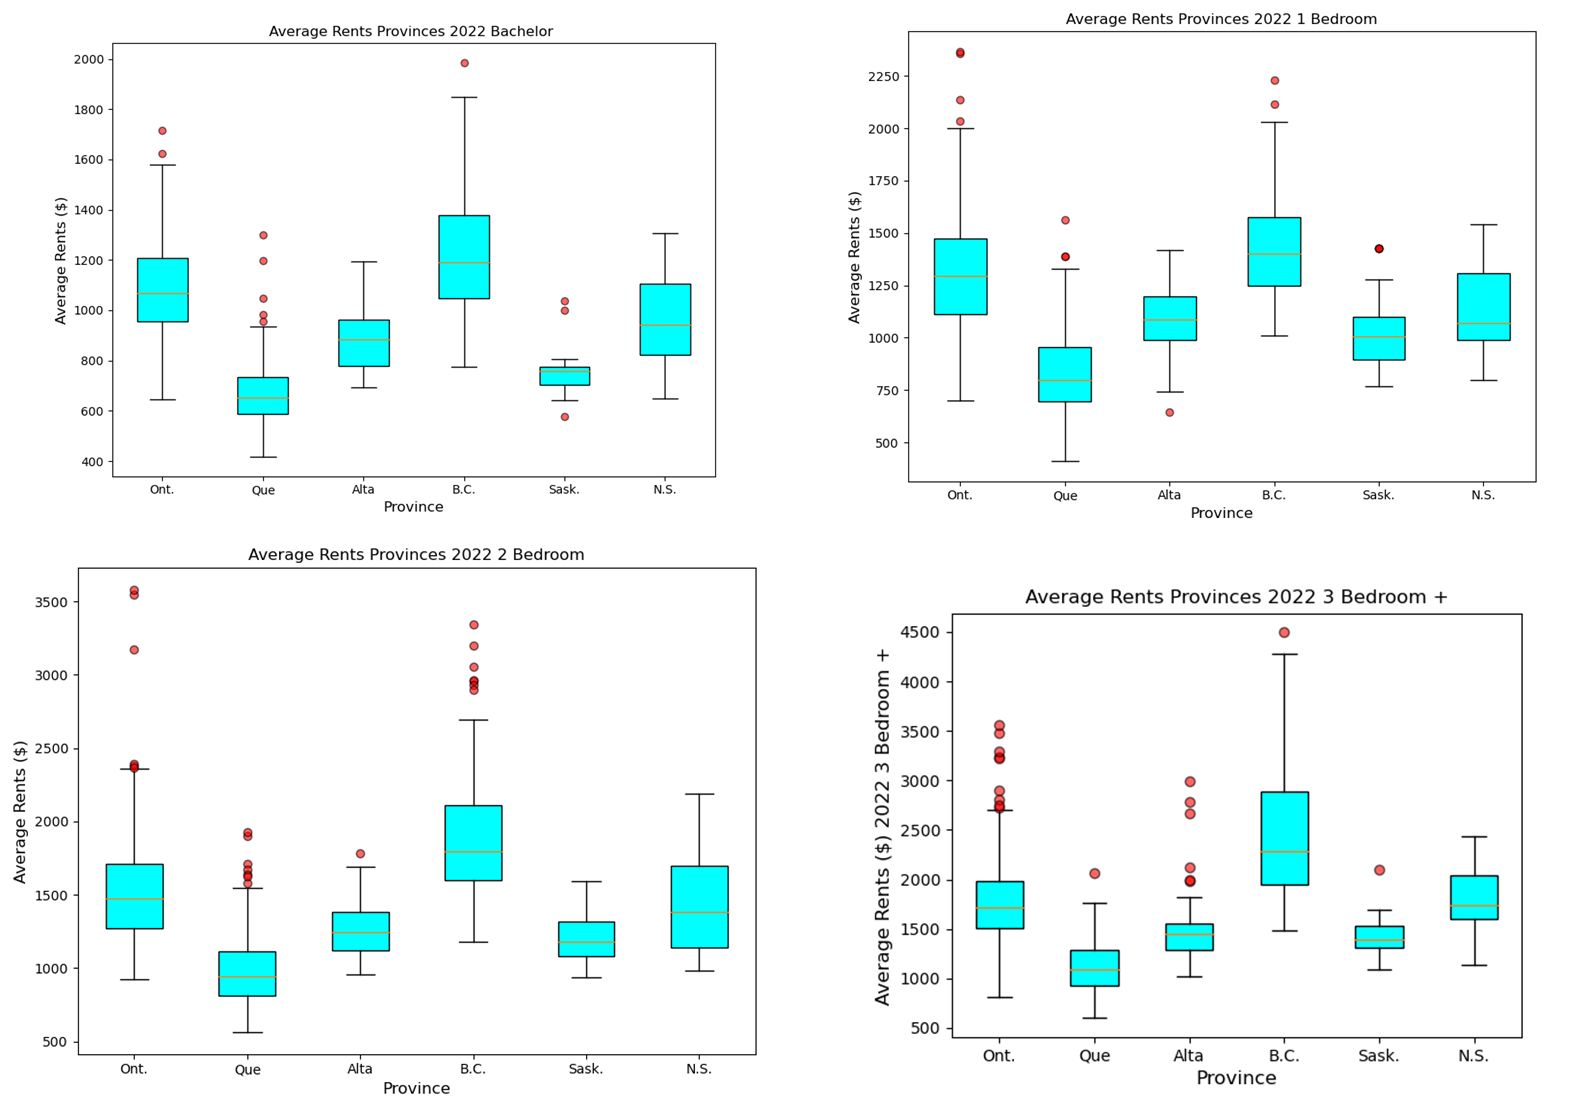 Average Rents Provinces 2022 Bachelor
2000
1800
1600
1400
1200
1000
800
600
400
Average Rents ($)
Ont. Que Alta B.C. Sask. N.S.
Province
Average Rents Provinces 2022 1 Bedroom
2250
2000
1750
1500
1250
1000
750
500
Average Rents ($)
Ont. Que Alta B.C. Sask. N.S.
Province
Average Rents Provinces 2022 2 Bedroom
3500
3000
2500
2000
1500
1000
500
Average Rents ($)
Ont. Que Alta B.C. Sask. N.S.
Province
Average Rents Provinces 2022 3 Bedroom +
4500
4000
3500
3000
2500
2000
1500
1000
500
Average Rents ($) 2022 3 Bedroom +
Ont. Que Alta B.C. Sask. N.S.
Province